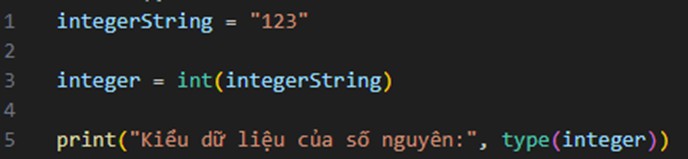 1 integerString = "123"
2
3 integer = int(integerString)
4
5 print("Kiểu dữ liệu của số nguyên:", type(integer))